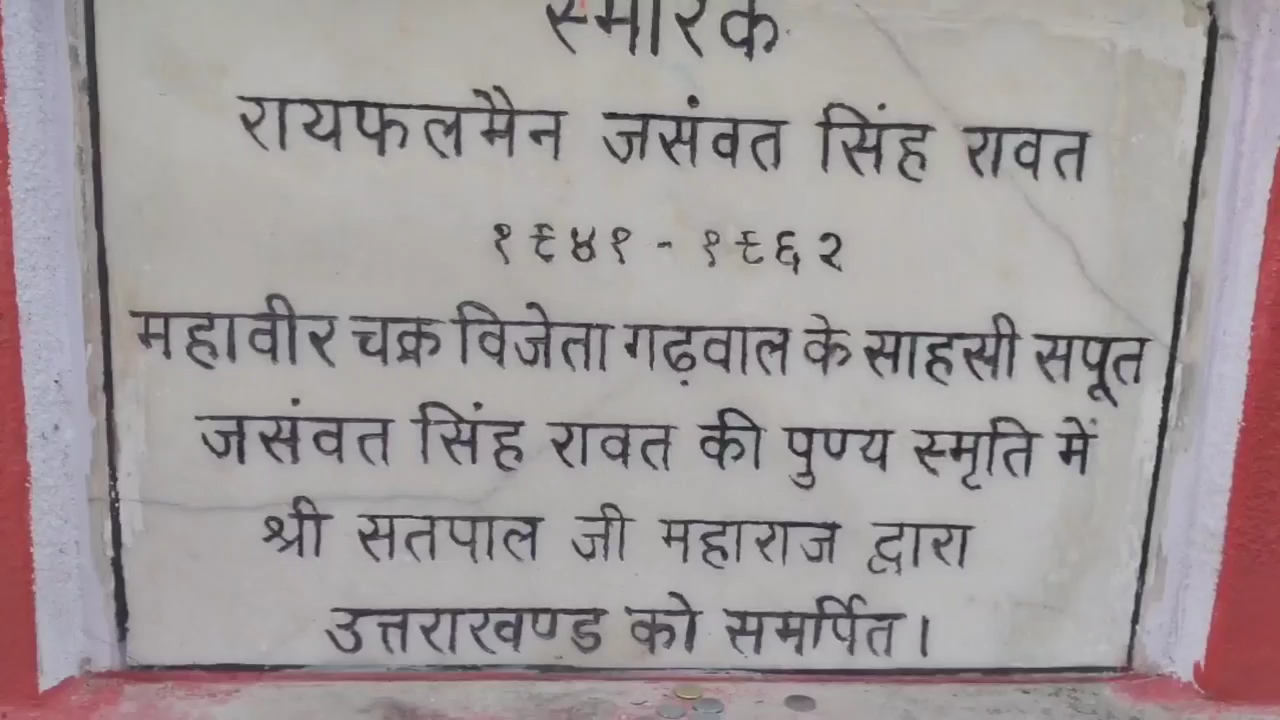 स्मारक
रायफलमैन जसंवत सिंह रावत
१९४१ - १९६२
महावीर चक्र विजेता गढ़वाल के साहसी सपूत
जसंवत सिंह रावत की पुण्य स्मृति में
श्री सतपाल जी महाराज द्वारा
उत्तराखण्ड को समर्पित।